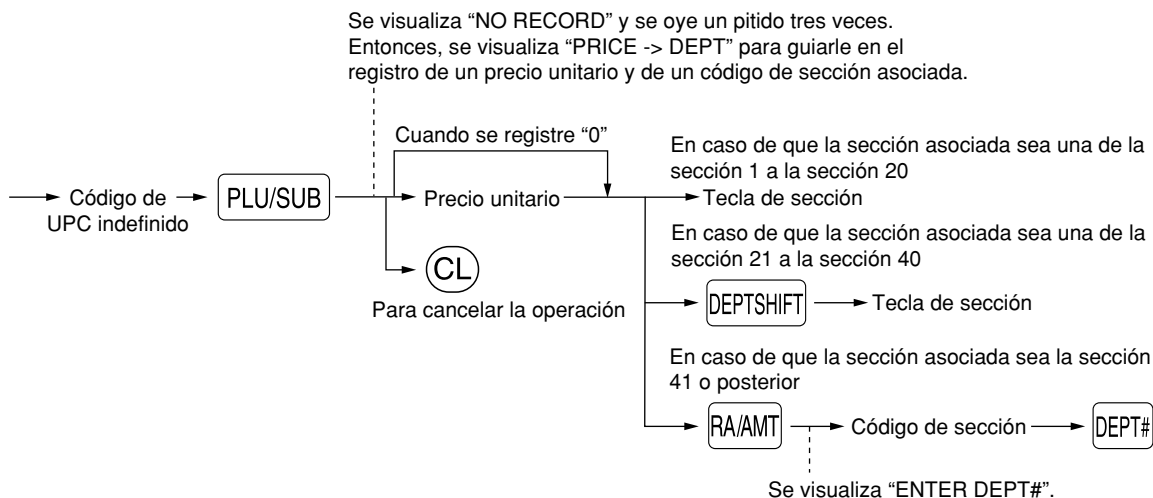 Se visualiza “NO RECORD” y se oye un pitido tres veces.
Entonces, se visualiza “PRICE -> DEPT” para guiarle en el
registro de un precio unitario y de un código de sección asociada.
Cuando se registre “0”
Código de
UPC indefinido
PLU/SUB
Precio unitario
CL
Para cancelar la operación
En caso de que la sección asociada sea una de la
sección 1 a la sección 20
Tecla de sección
En caso de que la sección asociada sea una de la
sección 21 a la sección 40
DEPTSHIFT
Tecla de sección
En caso de que la sección asociada sea la sección
41 o posterior
RA/AMT
Código de sección
DEPT#
Se visualiza “ENTER DEPT#”.